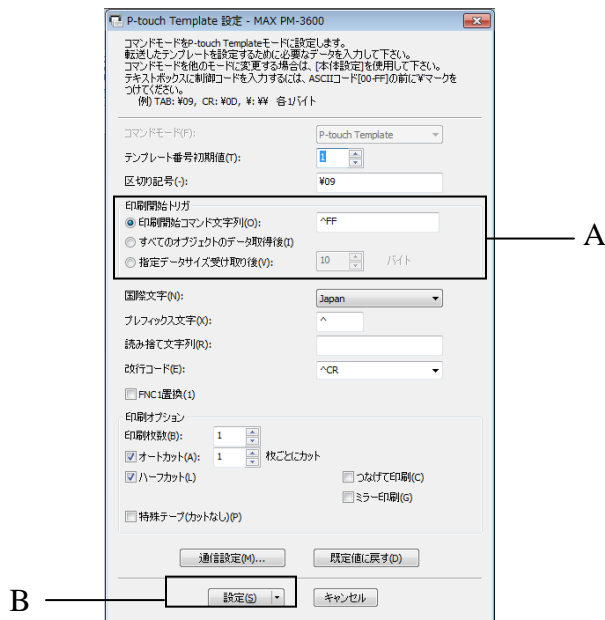 P-touch Template 設定 - MAX PM-3600
コマンドモードをP-touch Templateモードに設定します。
転送したテンプレートを設定するために必要なデータを入力して下さい。
コマンドモードを他のモードに変更する場合は、[本体設定]を使用して下さい。
テキストボックスに制御コードを入力するには、ASCIIコード[00-FF]の前に¥マークを
つけてください。
例) TAB: ¥09, CR: ¥0D, ¥: ¥¥ 各1バイト
コマンドモード(F): P-touch Template
テンプレート番号初期値(T): 1
区切り記号(-): ¥09
印刷開始トリガ
印刷開始コマンド文字列(O): ^FF
A
すべてのオブジェクトのデータ取得後(I)
指定データサイズ受け取り後(V): 10 バイト
国際文字(N): Japan
プレフィックス文字(X): ^
読み捨て文字列(R):
改行コード(E): ^CR
FNC1置換(1)
印刷オプション
印刷枚数(B): 1
オートカット(A): 1 枚ごとにカット
ハーフカット(L) つなげて印刷(C)
ミラー印刷(G)
特殊テープ(カットなし)(P)
通信設定(M)... 既定値に戻す(D)
B 設定(S) キャンセル